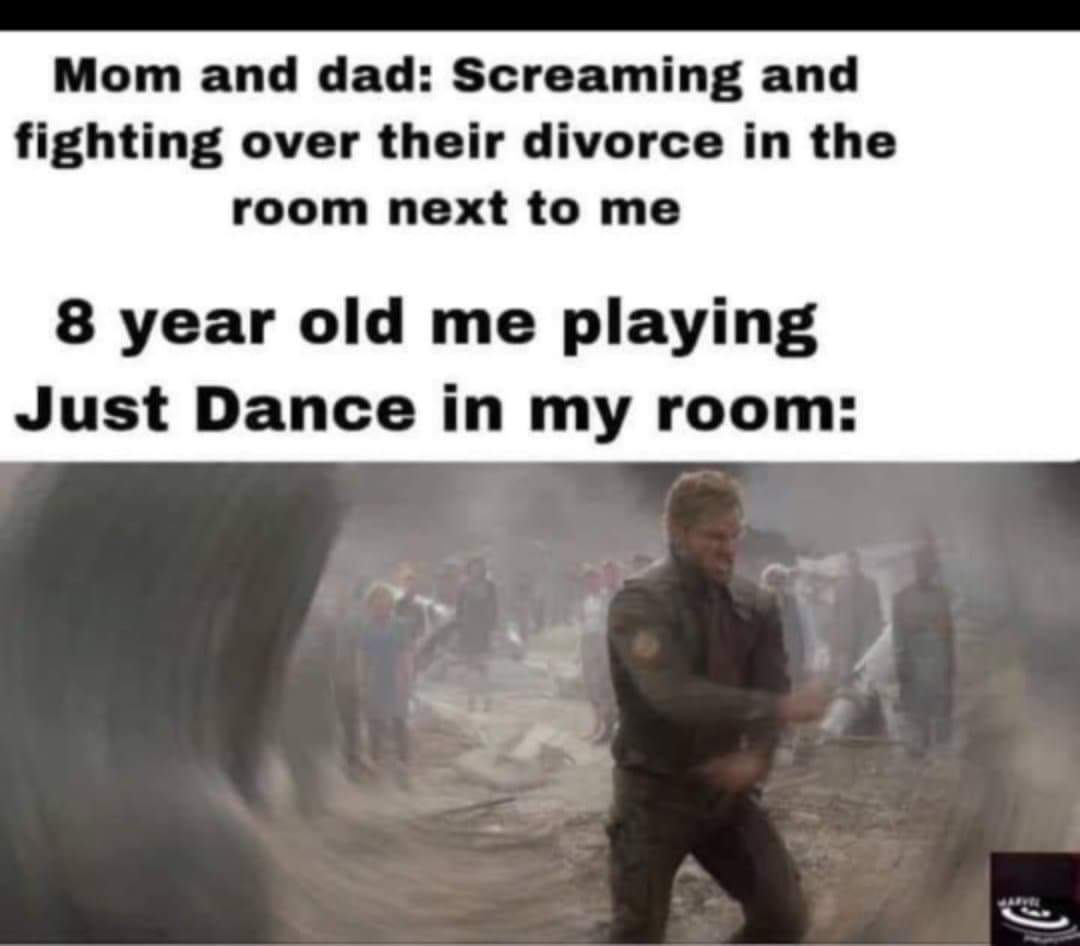 Mom and dad: Screaming and
fighting over their divorce in the
room next to me
8 year old me playing
Just Dance in my room:
MARVEL